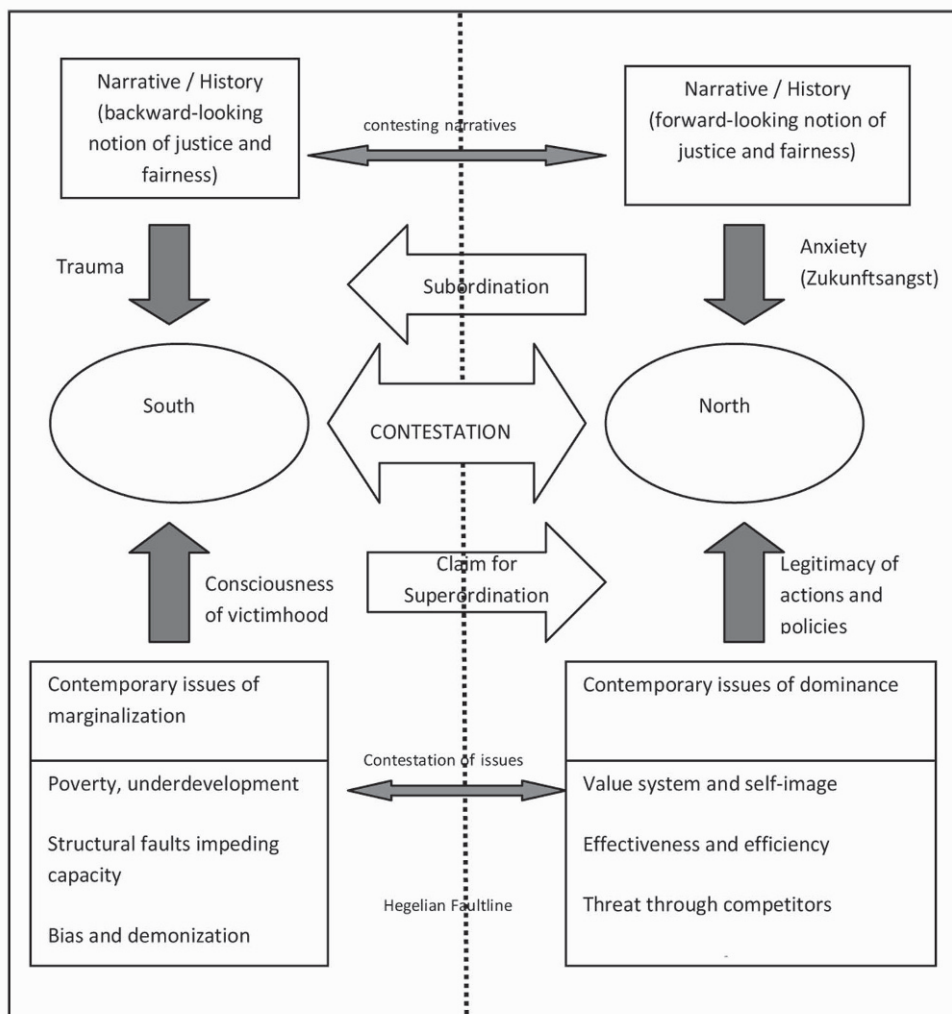 Narrative / History
(backward-looking
notion of justice and
fairness)
contesting narratives
Narrative / History
(forward-looking notion of
justice and fairness)
Trauma
Subordination
Anxiety
(Zukunftsangst)
South
CONTESTATION
North
Consciousness
of victimhood
Claim for
Superordination
Legitimacy of
actions and
policies
Contemporary issues of
marginalization
Poverty, underdevelopment
Structural faults impeding
capacity
Bias and demonization
Contestation of issues
Hegelian Faultline
Contemporary issues of dominance
Value system and self-image
Effectiveness and efficiency
Threat through competitors